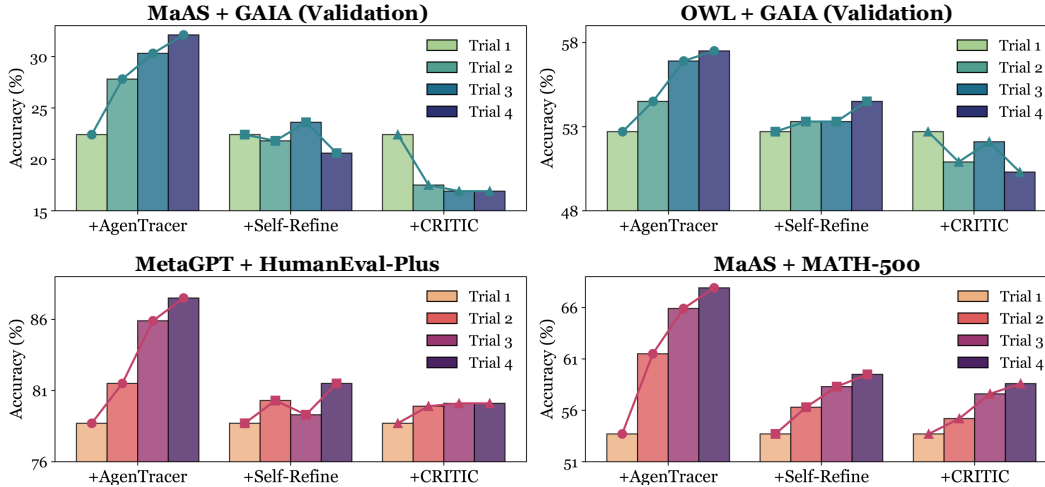 MaAS + GAIA (Validation)
Accuracy (%)
30
25
20
15
Trial 1
Trial 2
Trial 3
Trial 4
+AgenTracer
+Self-Refine
+CRITIC
OWL + GAIA (Validation)
Accuracy (%)
58
53
48
Trial 1
Trial 2
Trial 3
Trial 4
+AgenTracer
+Self-Refine
+CRITIC
MetaGPT + HumanEval-Plus
Accuracy (%)
86
81
76
Trial 1
Trial 2
Trial 3
Trial 4
+AgenTracer
+Self-Refine
+CRITIC
MaAS + MATH-500
Accuracy (%)
66
61
56
51
Trial 1
Trial 2
Trial 3
Trial 4
+AgenTracer
+Self-Refine
+CRITIC